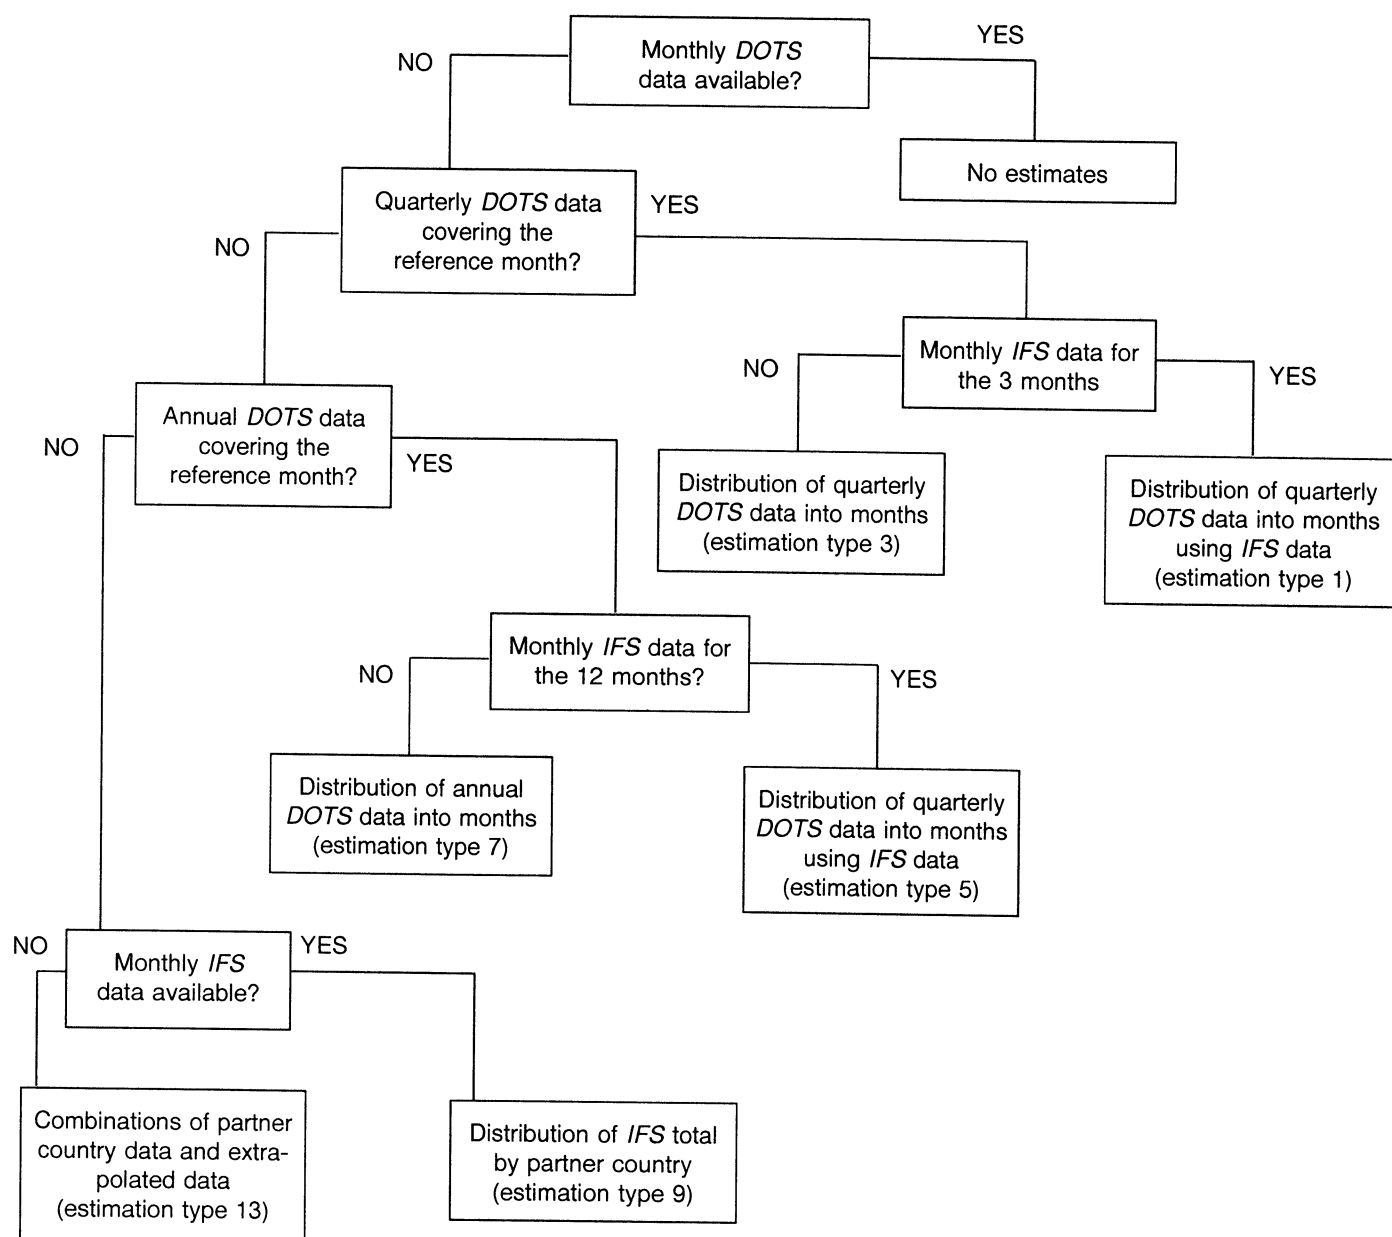 Monthly DOTS
data available?
NO
YES
No estimates
Quarterly DOTS data
covering the
reference month?
NO
YES
Monthly IFS data for
the 3 months
NO
YES
Annual DOTS data
covering the
reference month?
NO
YES
Distribution of quarterly
DOTS data into months
(estimation type 3)
Distribution of quarterly
DOTS data into months
using IFS data
(estimation type 1)
Monthly IFS data for
the 12 months?
NO
YES
Distribution of annual
DOTS data into months
(estimation type 7)
Distribution of quarterly
DOTS data into months
using IFS data
(estimation type 5)
NO
YES
Monthly IFS
data available?
Combinations of partner
country data and extra-
polated data
(estimation type 13)
Distribution of IFS total
by partner country
(estimation type 9)